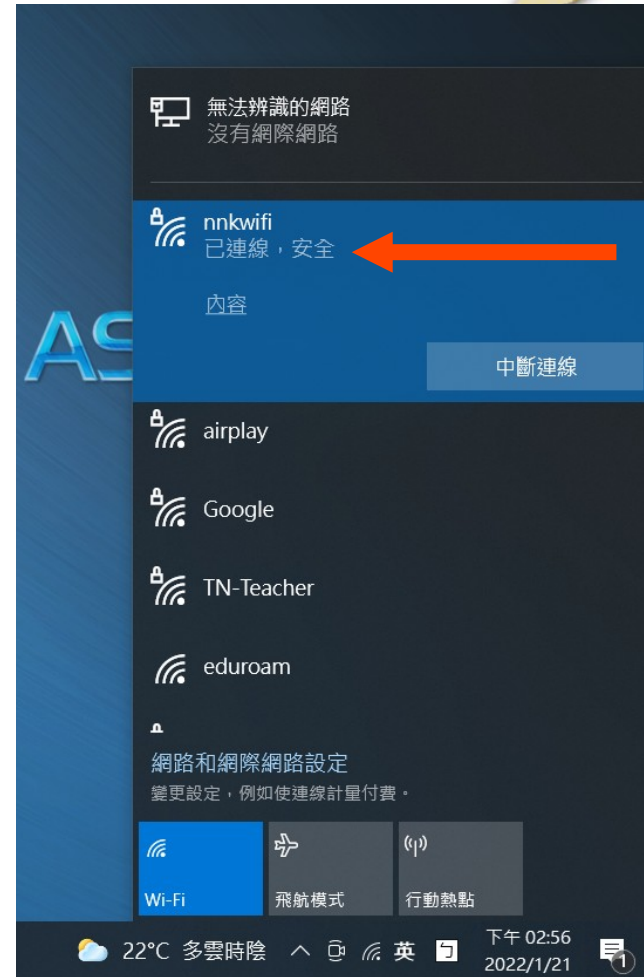 無法辨識的網路
沒有網際網路
nnkwifi
已連線，安全
內容
AS
中斷連線
airplay
Google
TN-Teacher
eduroam
網路和網際網路設定
變更設定，例如使連線計量付費。
Wi-Fi
飛航模式
行動熱點
22°C 多雲時陰 英 ㄅ 下午 02:56
2022/1/21
1